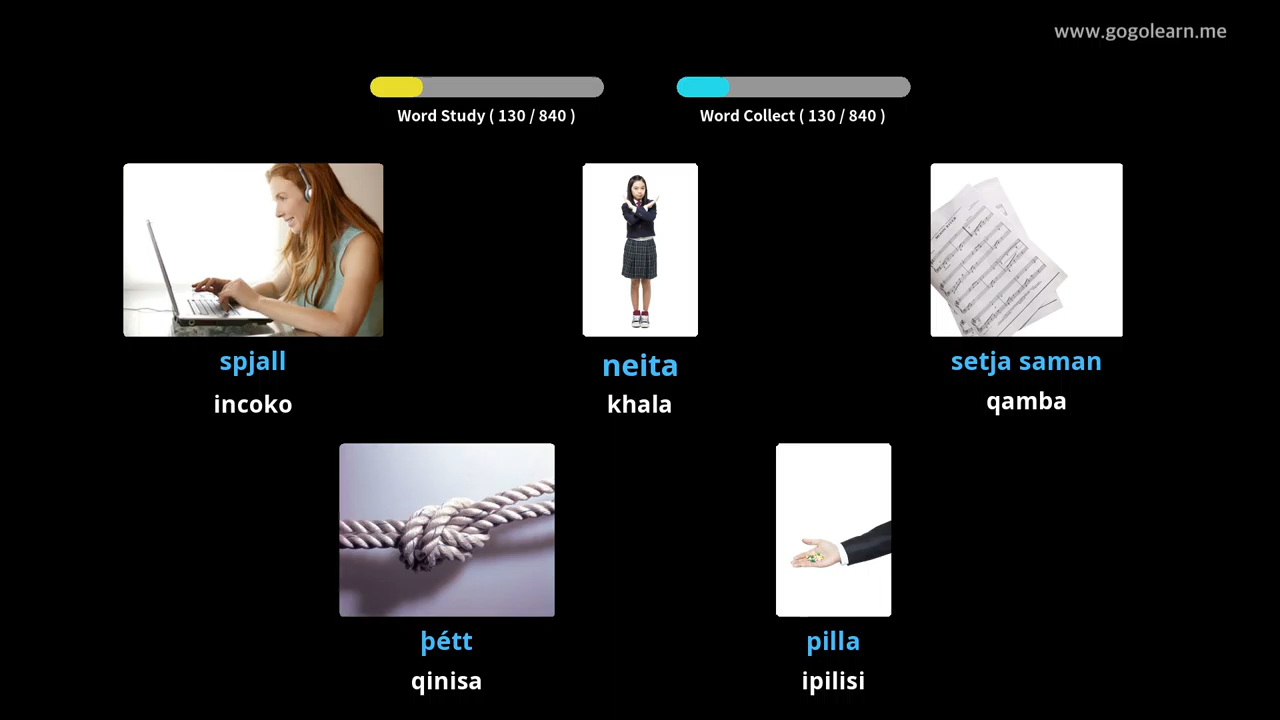 www.gogolearn.me
Word Study ( 130 / 840 )
Word Collect ( 130 / 840 )
spjall
neita
setja saman
incoko
khala
qamba
þétt
pilla
qinisa
ipilisi